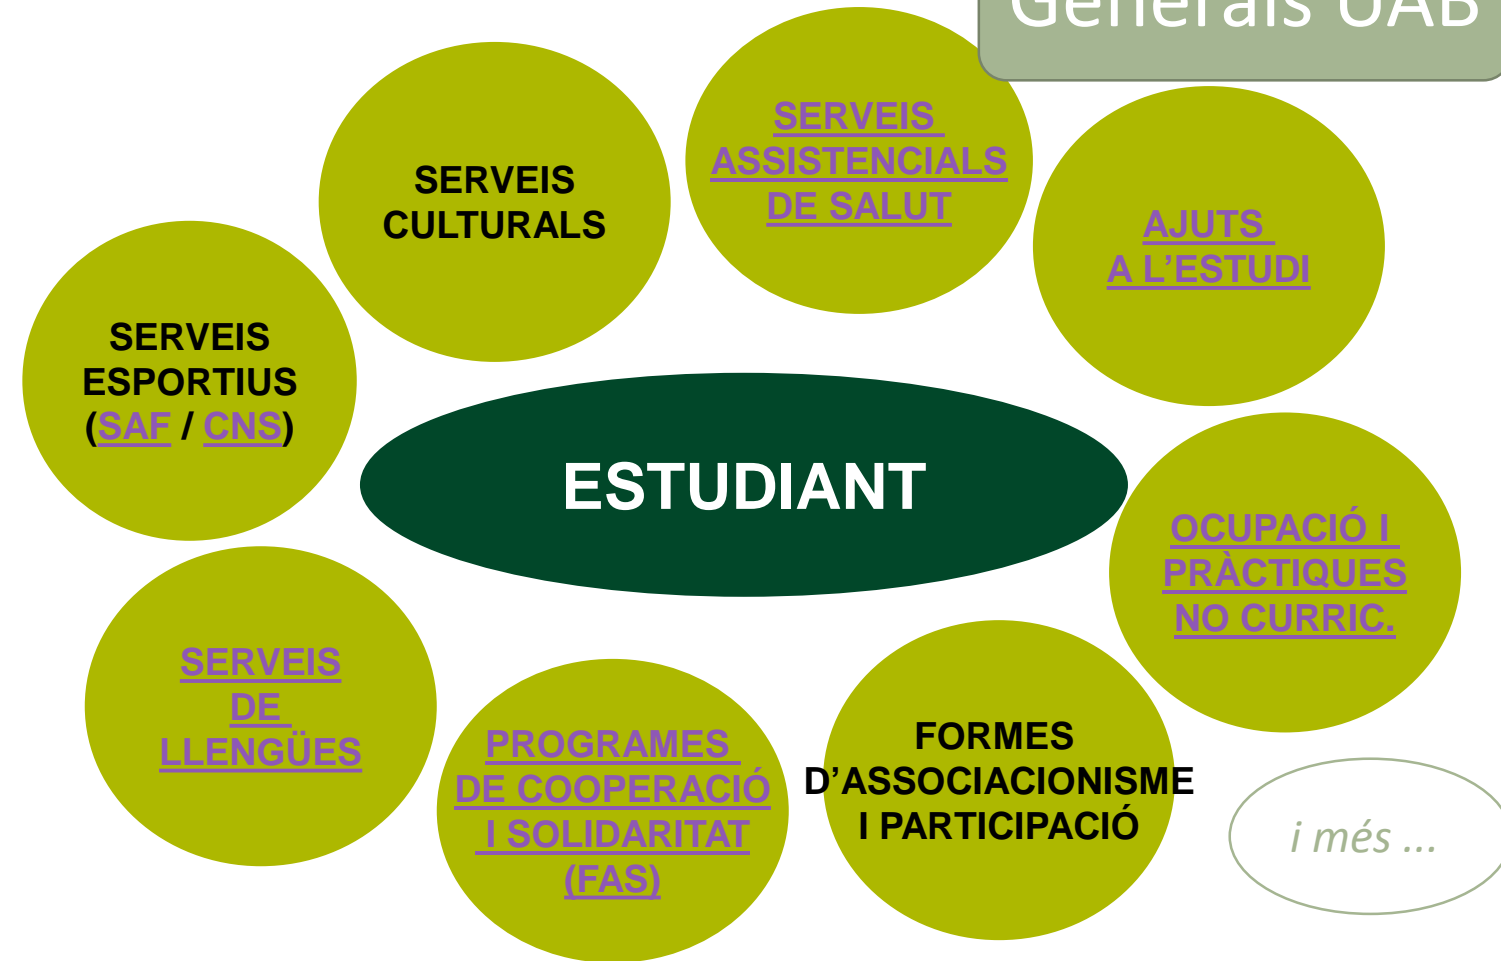 Generals UAB
SERVEIS
ASSISTENCIALS
DE SALUT
SERVEIS
CULTURALS
AJUTS
A L’ESTUDI
SERVEIS
ESPORTIUS
(SAF / CNS)
ESTUDIANT
OCUPACIÓ I
PRÀCTIQUES
NO CURRIC.
SERVEIS
DE
LLENGÜES
PROGRAMES
DE COOPERACIÓ
I SOLIDARITAT
(FAS)
FORMES
D’ASSOCIACIONISME
I PARTICIPACIÓ
i més ...